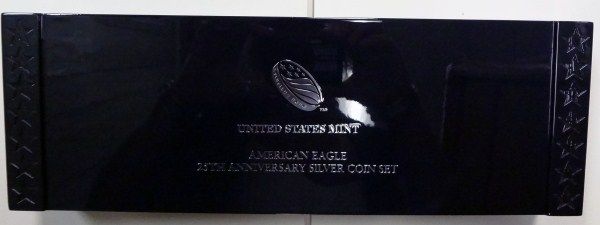 UNITED STATES MINT
AMERICAN EAGLE
25TH ANNIVERSARY SILVER COIN SET